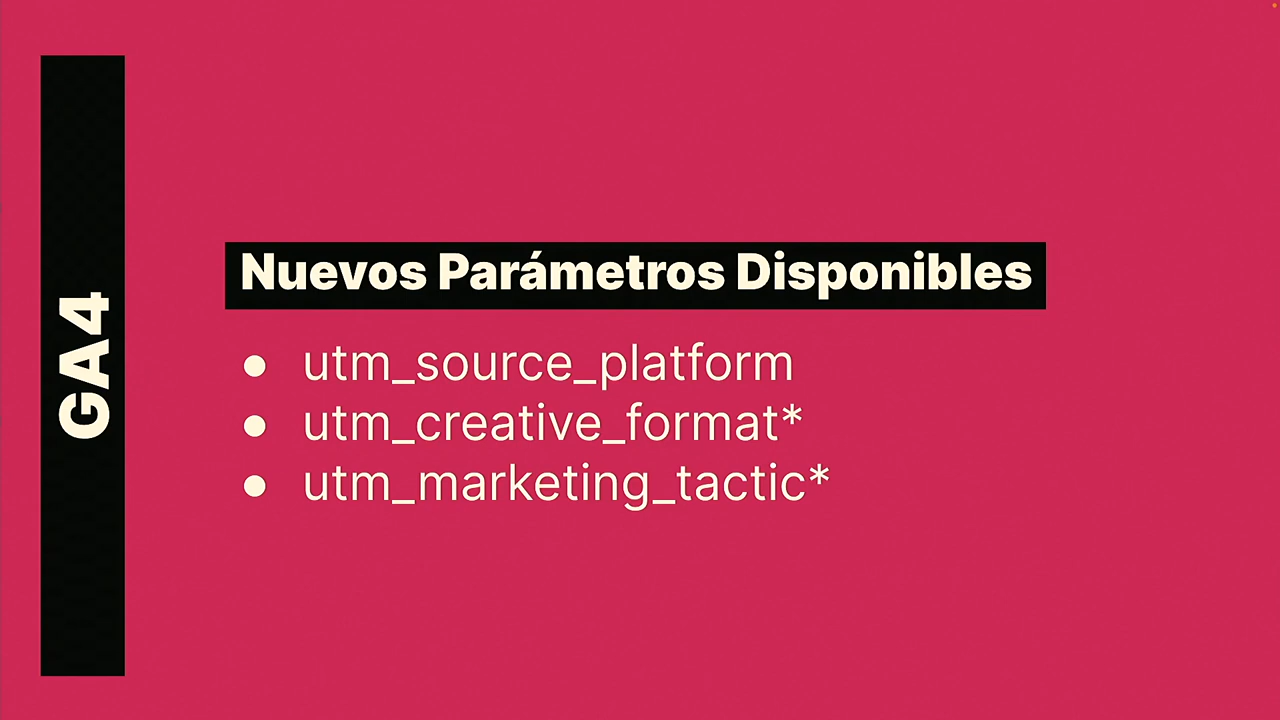 GA4
Nuevos Parámetros Disponibles
● utm_source_platform
● utm_creative_format*
● utm_marketing_tactic*